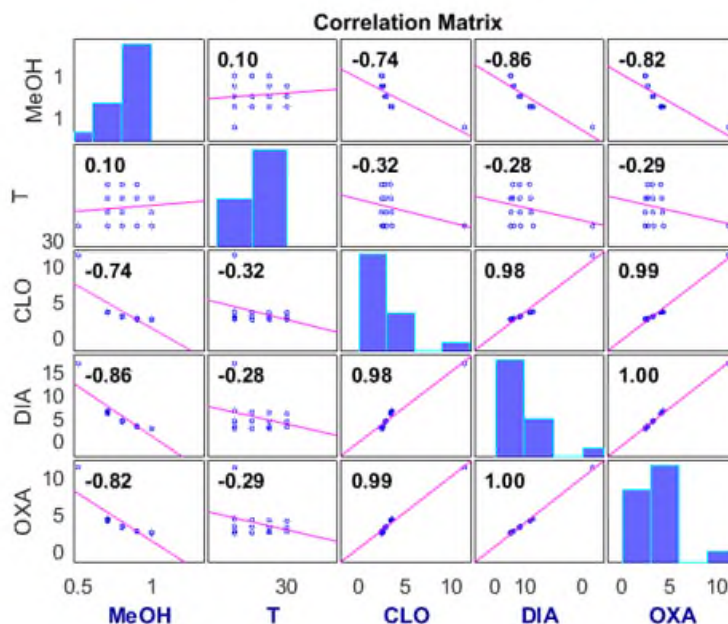 Correlation Matrix
MeOH 1 1 0.10 -0.74 -0.86 -0.82
T 30 0.10 -0.32 -0.28 -0.29
CLO 10 5 0 -0.74 -0.32 0.98 0.99
DIA 15 10 5 0 -0.86 -0.28 0.98 1.00
OXA 10 5 0 -0.82 -0.29 0.99 1.00
0.5 1 30 0 5 10 0 10 0 0 5 10
MeOH T CLO DIA OXA